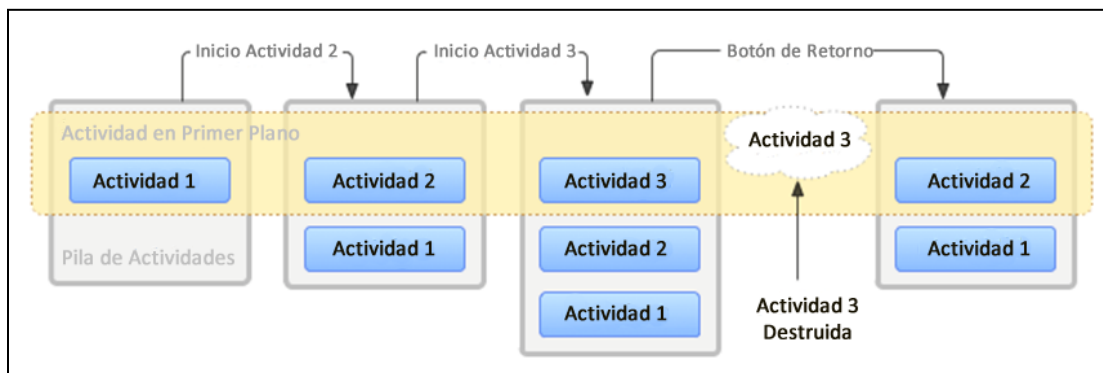 Inicio Actividad 2
Inicio Actividad 3
Botón de Retorno
Actividad en Primer Plano
Actividad 3
Actividad 1
Actividad 2
Actividad 3
Actividad 2
Pila de Actividades
Actividad 1
Actividad 2
Actividad 1
Actividad 1
Actividad 3
Destruida